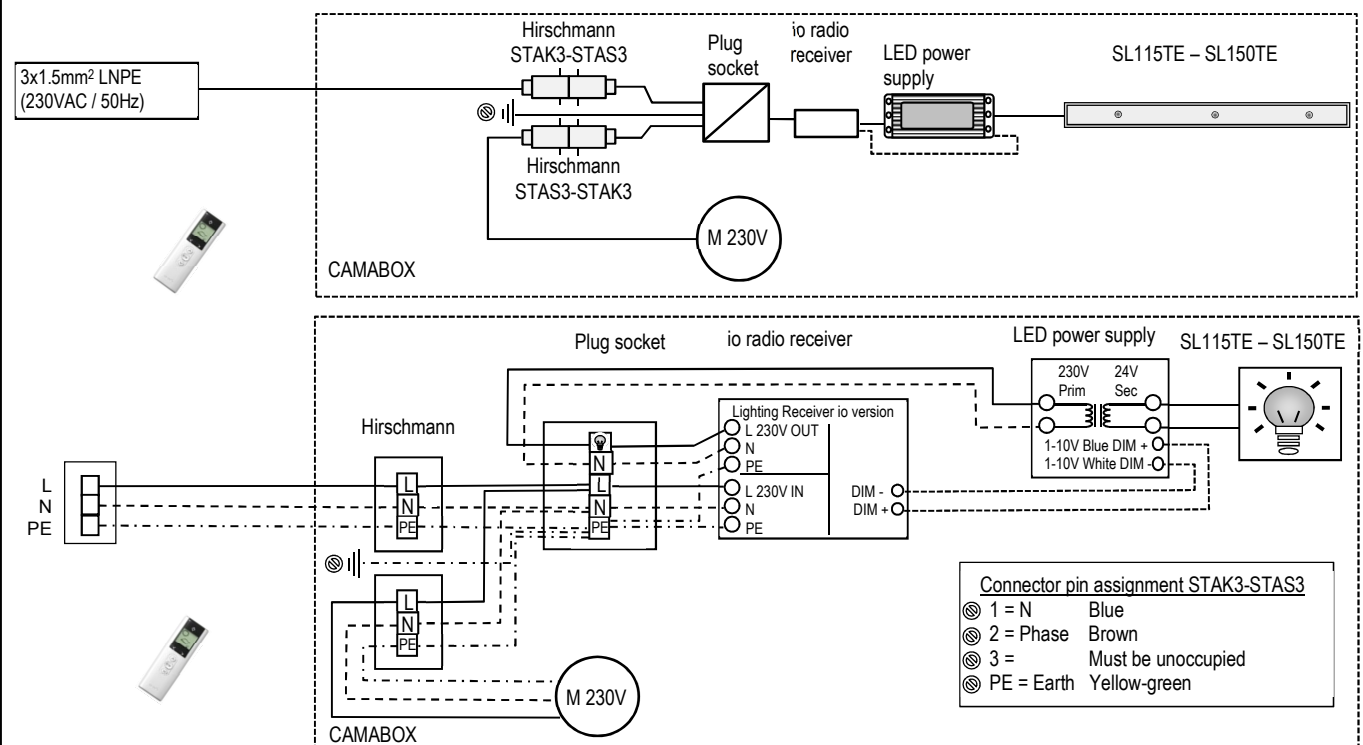 Hirschmann
STAK3-STAS3
Plug
socket
io radio
receiver
LED power
supply
SL115TE – SL150TE
3x1.5mm² LNPE
(230VAC / 50Hz)
Hirschmann
STAS3-STAK3
M 230V
CAMABOX
Plug socket
io radio receiver
LED power supply
SL115TE – SL150TE
230V
Prim
24V
Sec
1-10V Blue DIM +
1-10V White DIM -
Hirschmann
Lighting Receiver io version
L 230V OUT
N
PE
L 230V IN
N
PE
DIM -
DIM +
N
L
N
PE
L
N
PE
L
N
PE
L
N
PE
M 230V
CAMABOX
Connector pin assignment STAK3-STAS3
1 = N Blue
2 = Phase Brown
3 = Must be unoccupied
PE = Earth Yellow-green